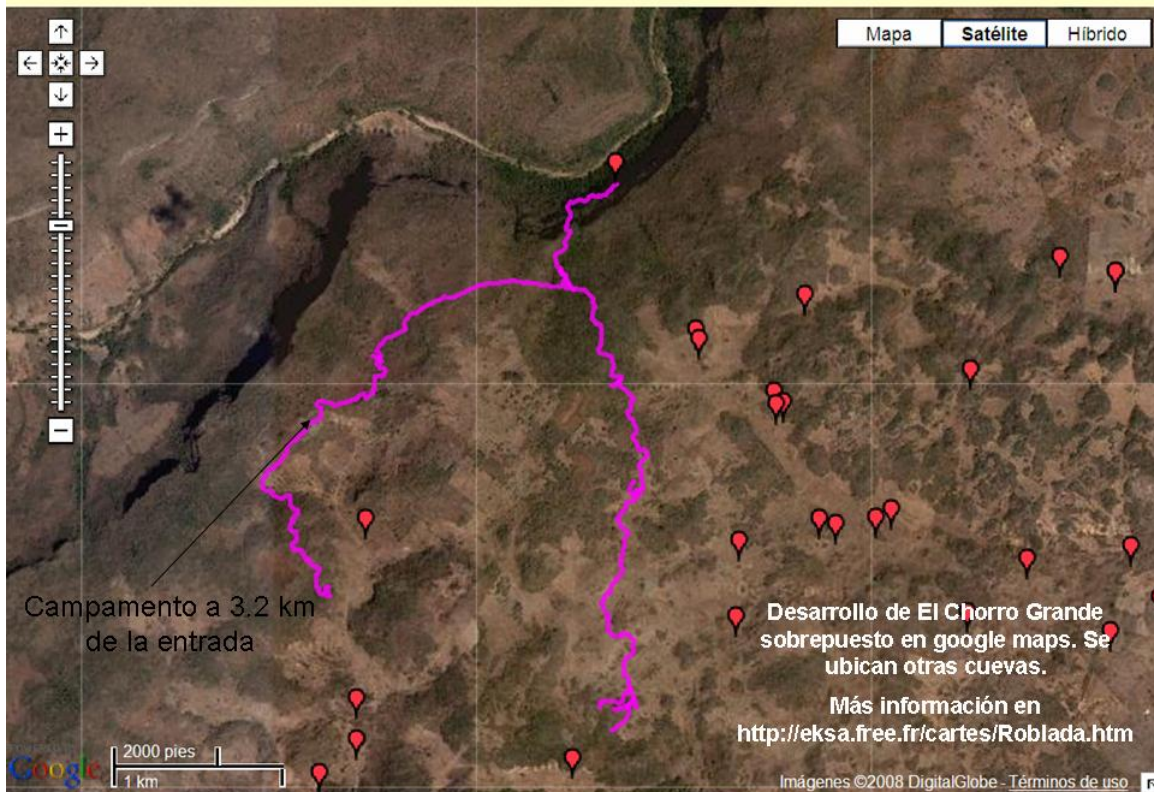 Mapa Satélite Híbrido
Campamento a 3.2 km
de la entrada
Desarrollo de El Chorro Grande
sobrepuesto en google maps. Se
ubican otras cuevas.
Más información en
http://eksa.free.fr/cartes/Roblada.htm
2000 pies
1 km
Google
Imágenes ©2008 DigitalGlobe - Términos de uso